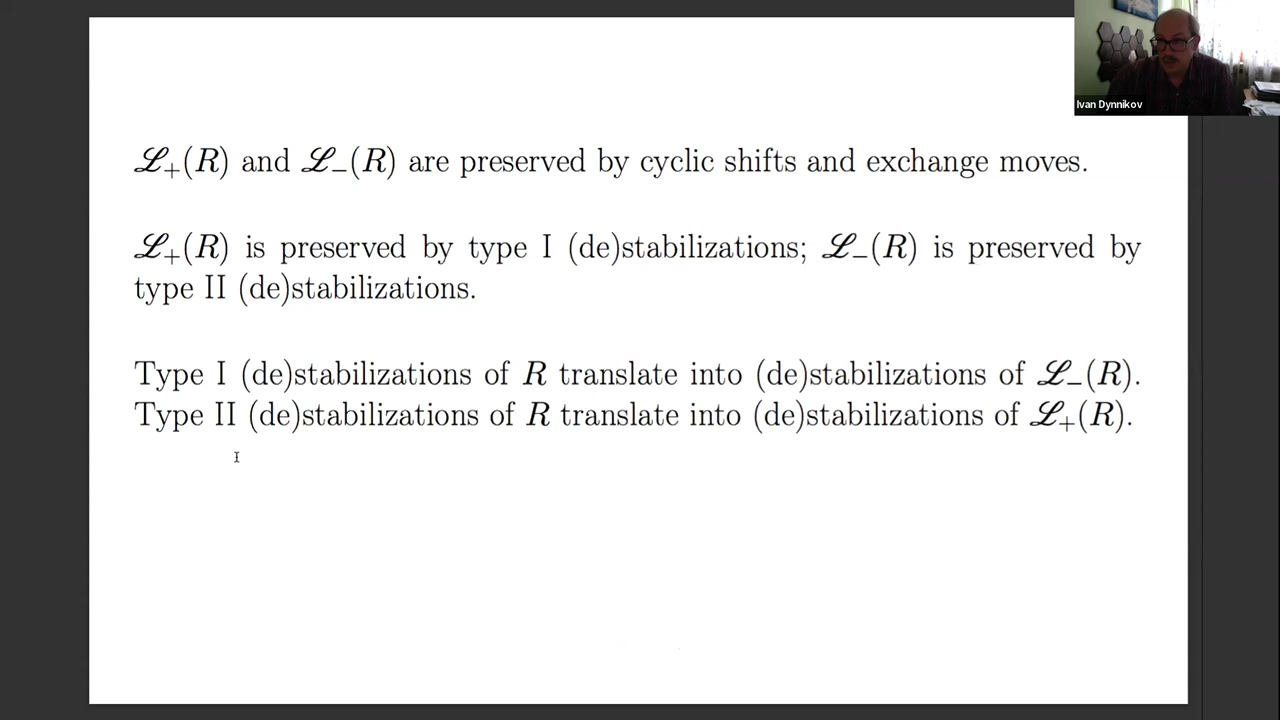 ℒ₊(R) and ℒ₋(R) are preserved by cyclic shifts and exchange moves.
ℒ₊(R) is preserved by type I (de)stabilizations; ℒ₋(R) is preserved by
type II (de)stabilizations.
Type I (de)stabilizations of R translate into (de)stabilizations of ℒ₋(R).
Type II (de)stabilizations of R translate into (de)stabilizations of ℒ₊(R).
Ivan Dynnikov